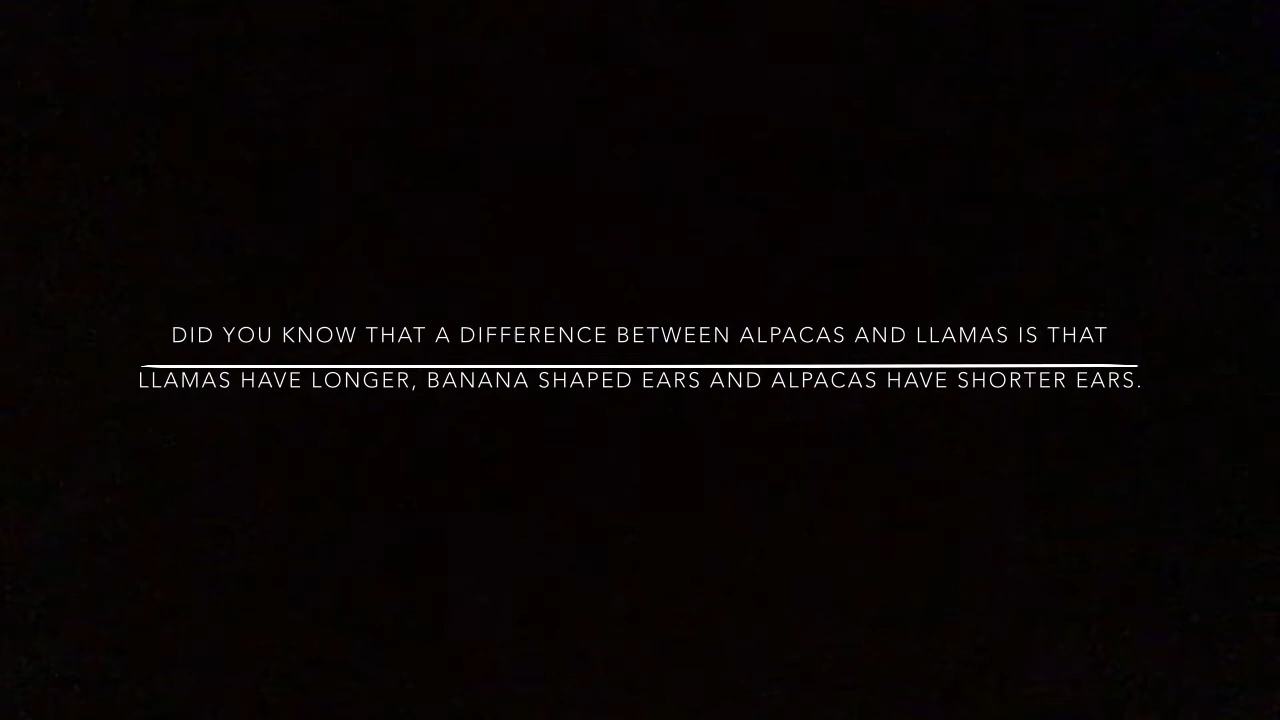 DID YOU KNOW THAT A DIFFERENCE BETWEEN ALPACAS AND LLAMAS IS THAT
LLAMAS HAVE LONGER, BANANA SHAPED EARS AND ALPACAS HAVE SHORTER EARS.